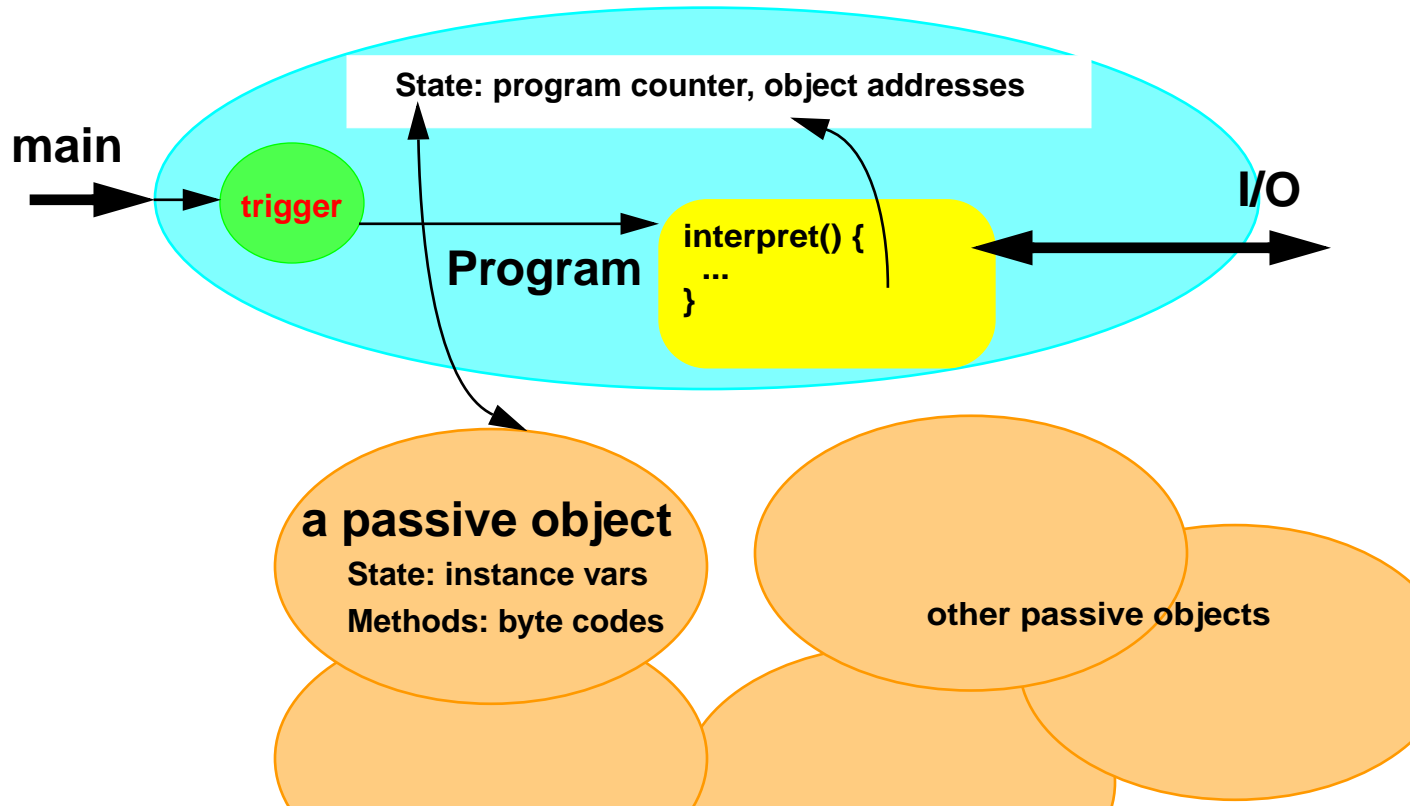 State: program counter, object addresses
main
I/O
trigger
interpret() {
...
}
Program
a passive object
State: instance vars
Methods: byte codes
other passive objects